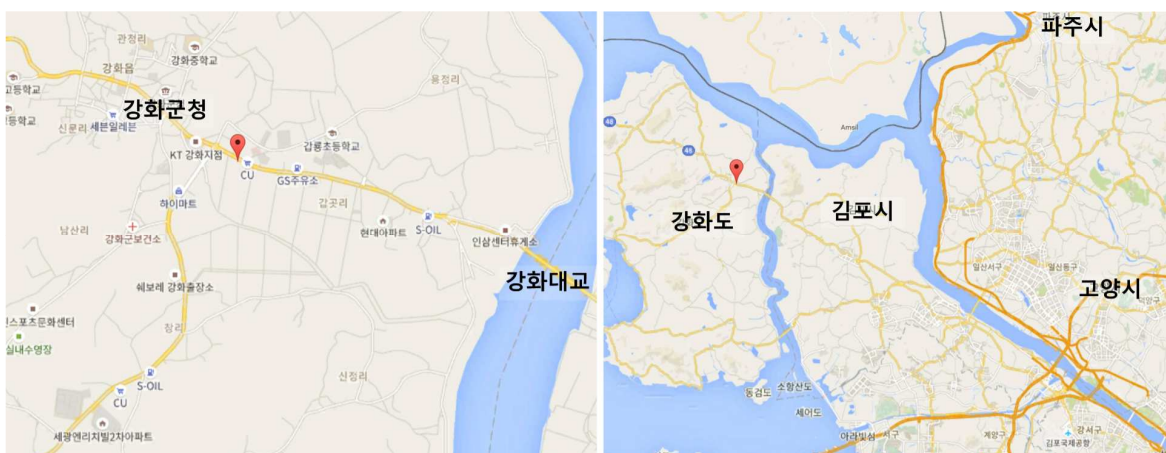 관청리
강화중학교
강화읍
용정리
고등학교
강화군청
세븐일레븐
신문리
등학교
KT 강화지점
갑룡초등학교
CU
GS주유소
하이마트
갑곳리
남산리
강화군보건소
현대아파트
S-OIL
인삼센터휴게소
강화대교
쉐보레 강화출장소
스포츠문화센터
창리
실내수영장
신정리
S-OIL
CU
세광엔리치빌2차아파트
파주시
48
Amsil
48
강화도
김포시
일산서구
일산동구
고양시
덕양구
동검도
소항산도
세어도
아라빛섬
서구
계양구
강서구
김포국제공항